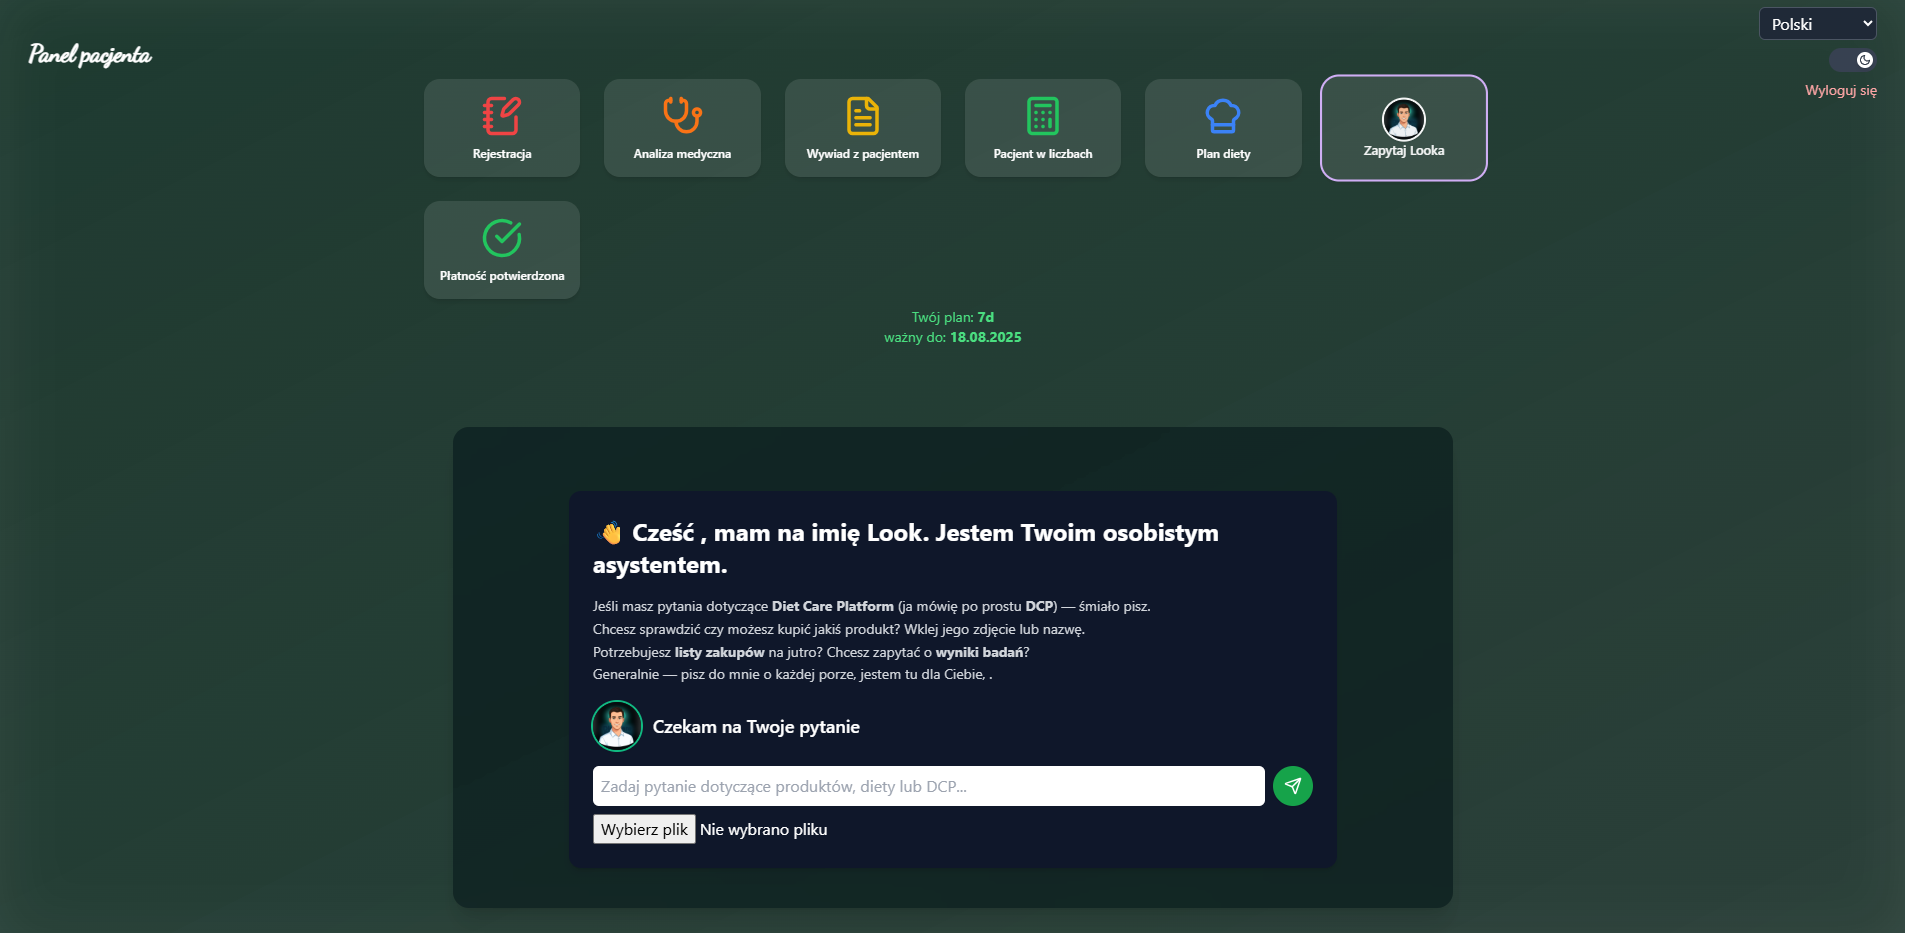 Polski
Panel pacjenta
Wyloguj się
Rejestracja
Analiza medyczna
Wywiad z pacjentem
Pacjent w liczbach
Plan diety
Zapytaj Looka
Płatność potwierdzona
Twój plan: 7d
ważny do: 18.08.2025
👋 Cześć , mam na imię Look. Jestem Twoim osobistym
asystentem.
Jeśli masz pytania dotyczące Diet Care Platform (ja mówię po prostu DCP) — śmiało pisz.
Chcesz sprawdzić czy możesz kupić jakiś produkt? Wklej jego zdjęcie lub nazwę.
Potrzebujesz listy zakupów na jutro? Chcesz zapytać o wyniki badań?
Generalnie — pisz do mnie o każdej porze, jestem tu dla Ciebie, .
Czekam na Twoje pytanie
Zadaj pytanie dotyczące produktów, diety lub DCP...
Wybierz plik Nie wybrano pliku